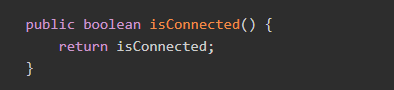 public boolean isConnected() {
    return isConnected;
}